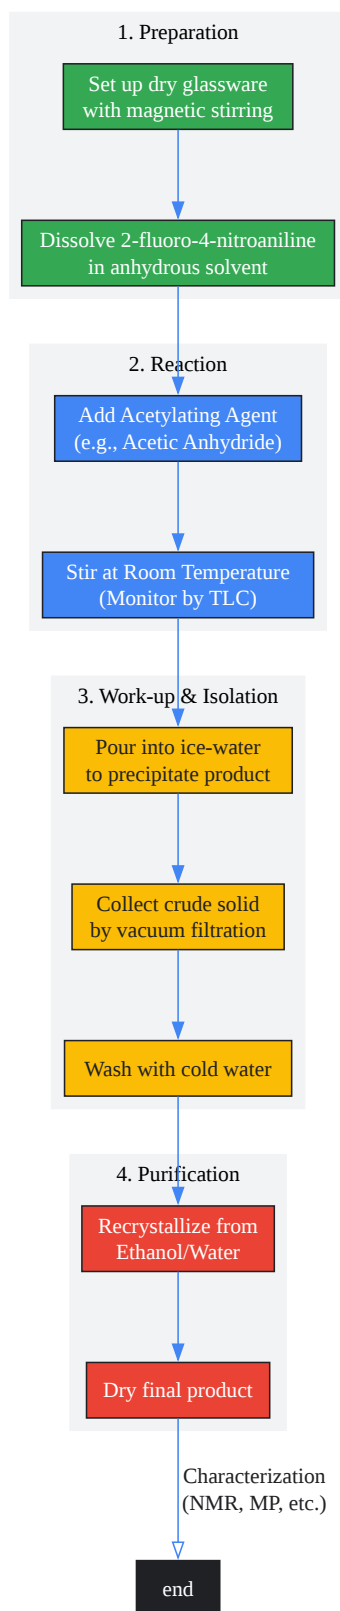 1. Preparation
Set up dry glassware
with magnetic stirring
Dissolve 2-fluoro-4-nitroaniline
in anhydrous solvent
2. Reaction
Add Acetylating Agent
(e.g., Acetic Anhydride)
Stir at Room Temperature
(Monitor by TLC)
3. Work-up & Isolation
Pour into ice-water
to precipitate product
Collect crude solid
by vacuum filtration
Wash with cold water
4. Purification
Recrystallize from
Ethanol/Water
Dry final product
Characterization
(NMR, MP, etc.)
end